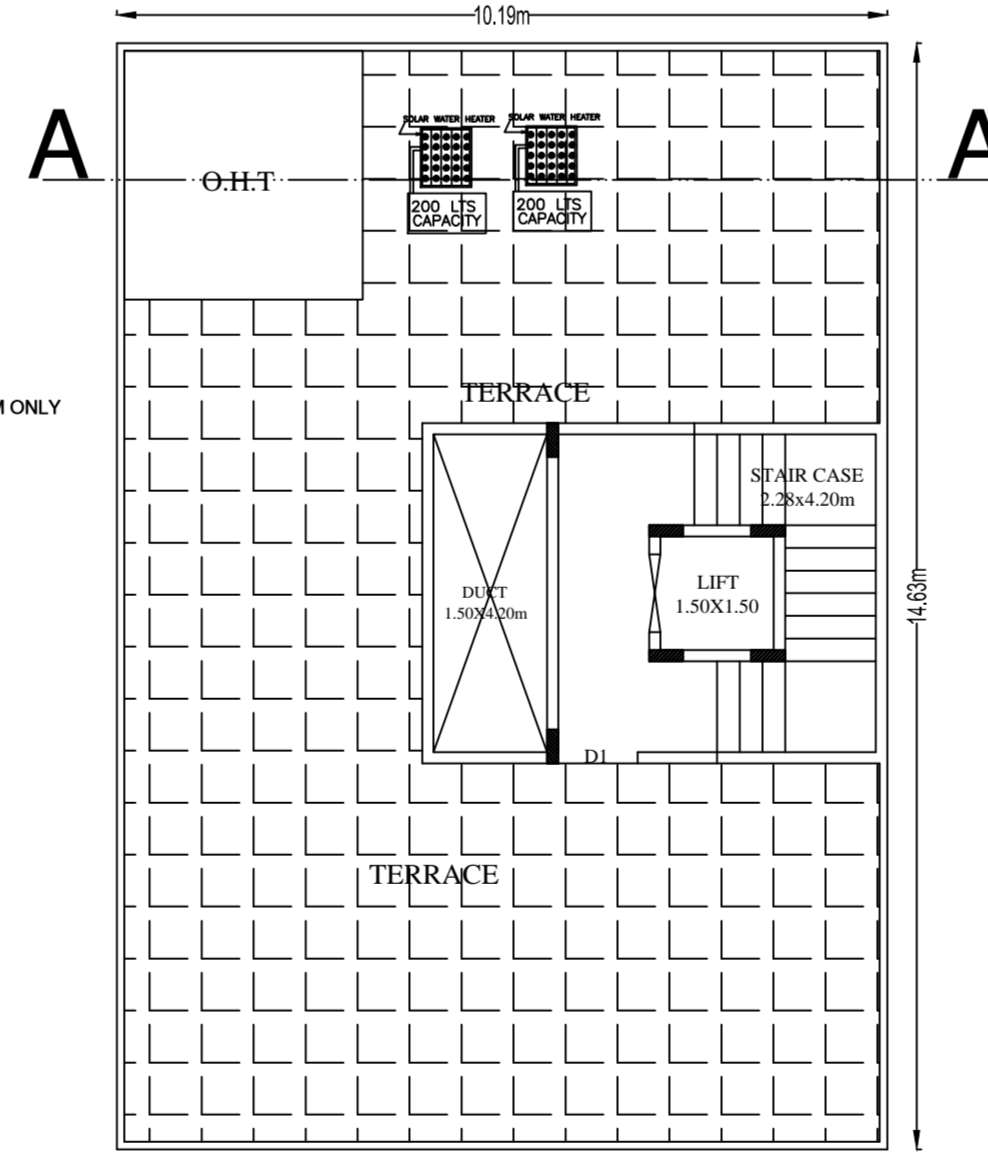 10.19m
A
A
SOLAR WATER HEATER
SOLAR WATER HEATER
O.H.T
200 LTS
CAPACITY
200 LTS
CAPACITY
TERRACE
M ONLY
STAIR CASE
2.28x4.20m
LIFT
1.50X1.50
DUCT
1.50X4.20m
14.63m
D1
TERRACE